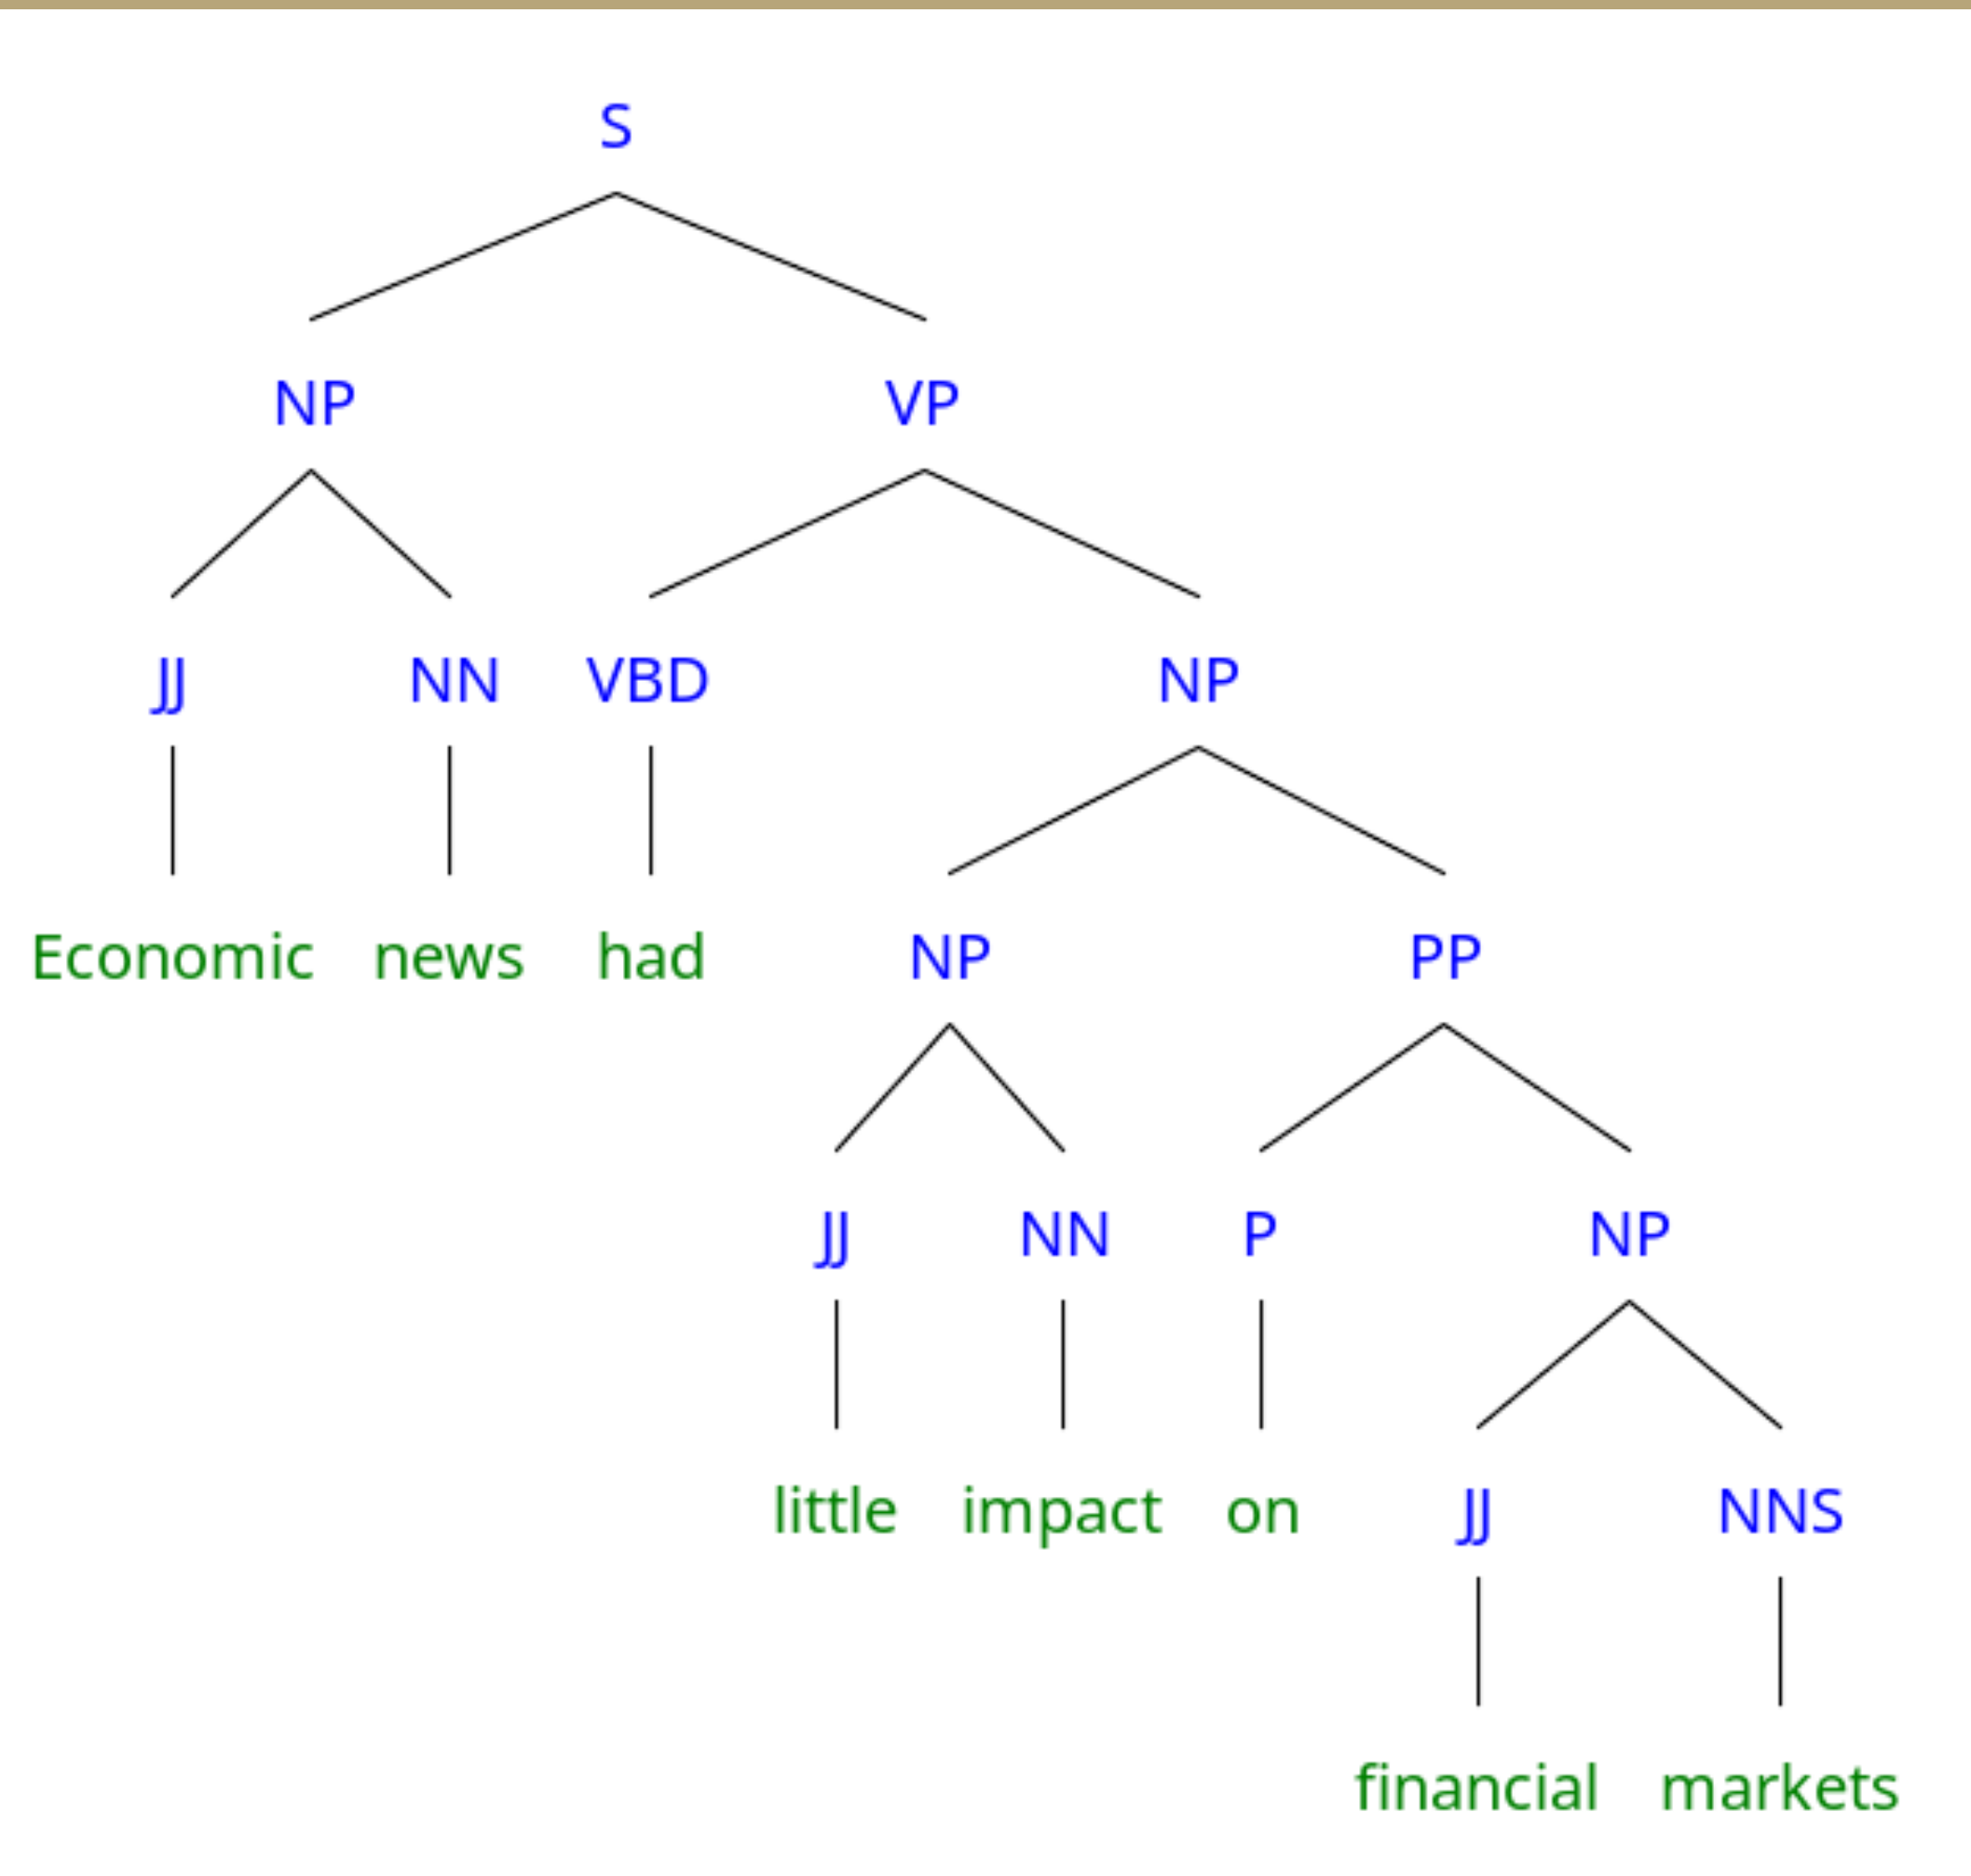 S
NP VP
JJ NN VBD NP
Economic news had NP PP
JJ NN P NP
little impact on JJ NNS
financial markets